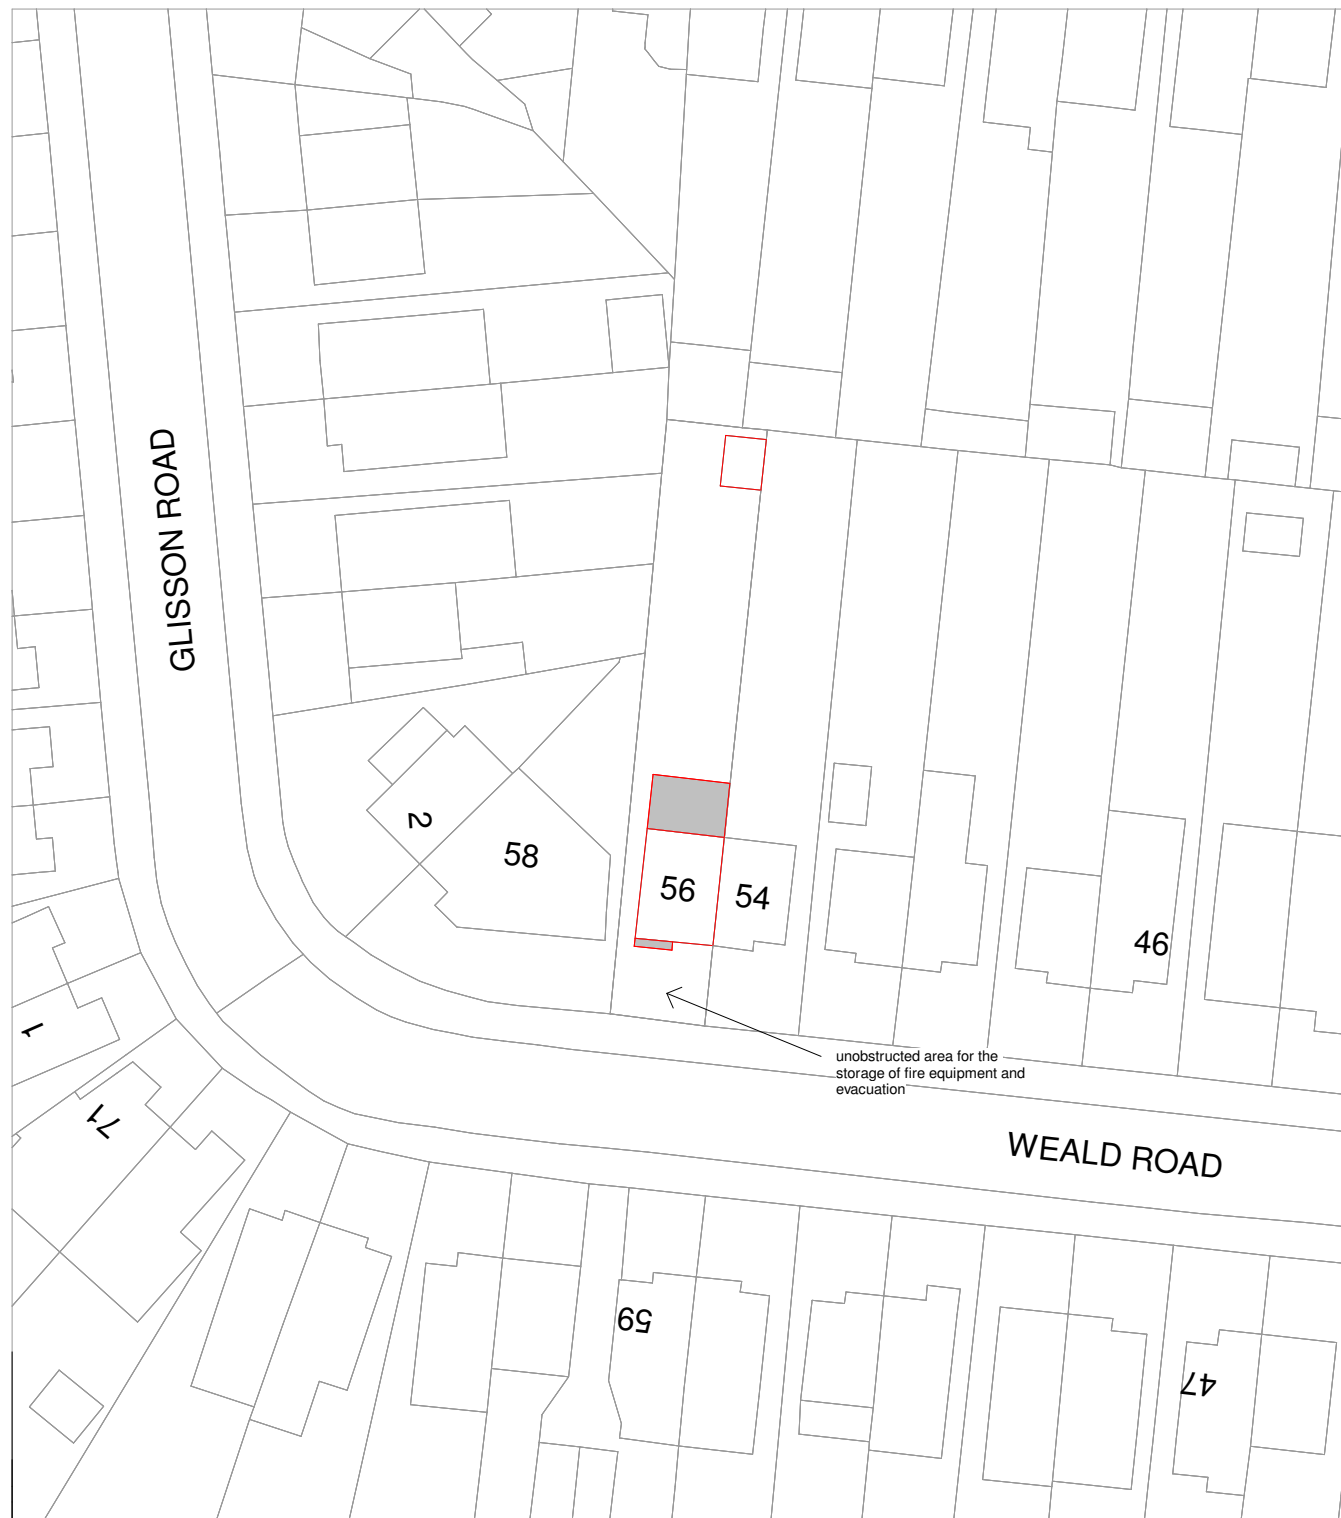 GLISSON ROAD
2
58
56
54
46
1
71
unobstructed area for the
storage of fire equipment and
evacuation
WEALD ROAD
59
47